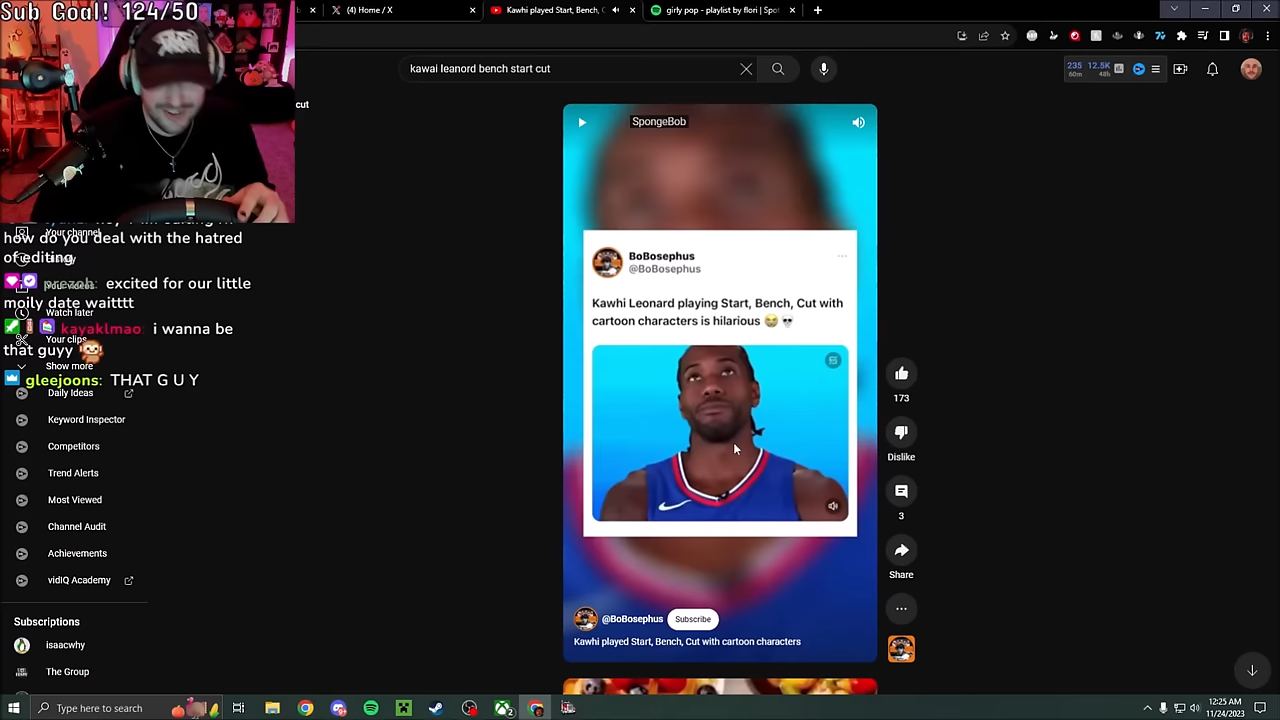 Sub Goal! 124/50
(4) Home / X
Kawhi played Start, Bench, C
girly pop - playlist by flori | Spot
kawai leanord bench start cut
235 12.5K
60m 48h
cut
SpongeBob
BoBosephus
@BoBosephus
Kawhi Leonard playing Start, Bench, Cut with
cartoon characters is hilarious 😭 💀
173
Dislike
3
Share
@BoBosephus Subscribe
Kawhi played Start, Bench, Cut with cartoon characters
Your channel
how do you deal with the hatred
of editing
prezoh: excited for our little
moily date waitttt
Watch later
kayaklmao: i wanna be
that guyy 🐵
Your clips
Show more
gleejoons: THAT G U Y
Daily Ideas
Keyword Inspector
Competitors
Trend Alerts
Most Viewed
Channel Audit
Achievements
vidIQ Academy
Subscriptions
isaacwhy
The Group
Type here to search
12:25 AM
11/24/2023